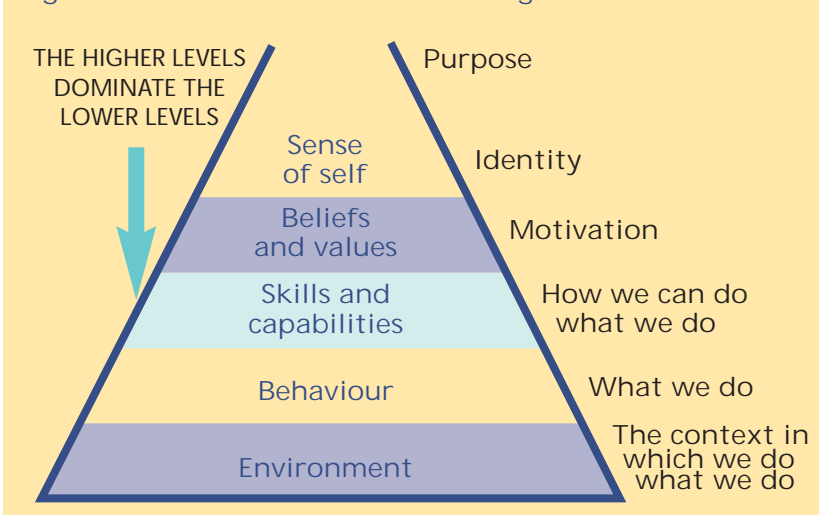 THE HIGHER LEVELS
DOMINATE THE
LOWER LEVELS
Purpose
Sense
of self
Identity
Beliefs
and values
Motivation
Skills and
capabilities
How we can do
what we do
Behaviour
What we do
Environment
The context in
which we do
what we do